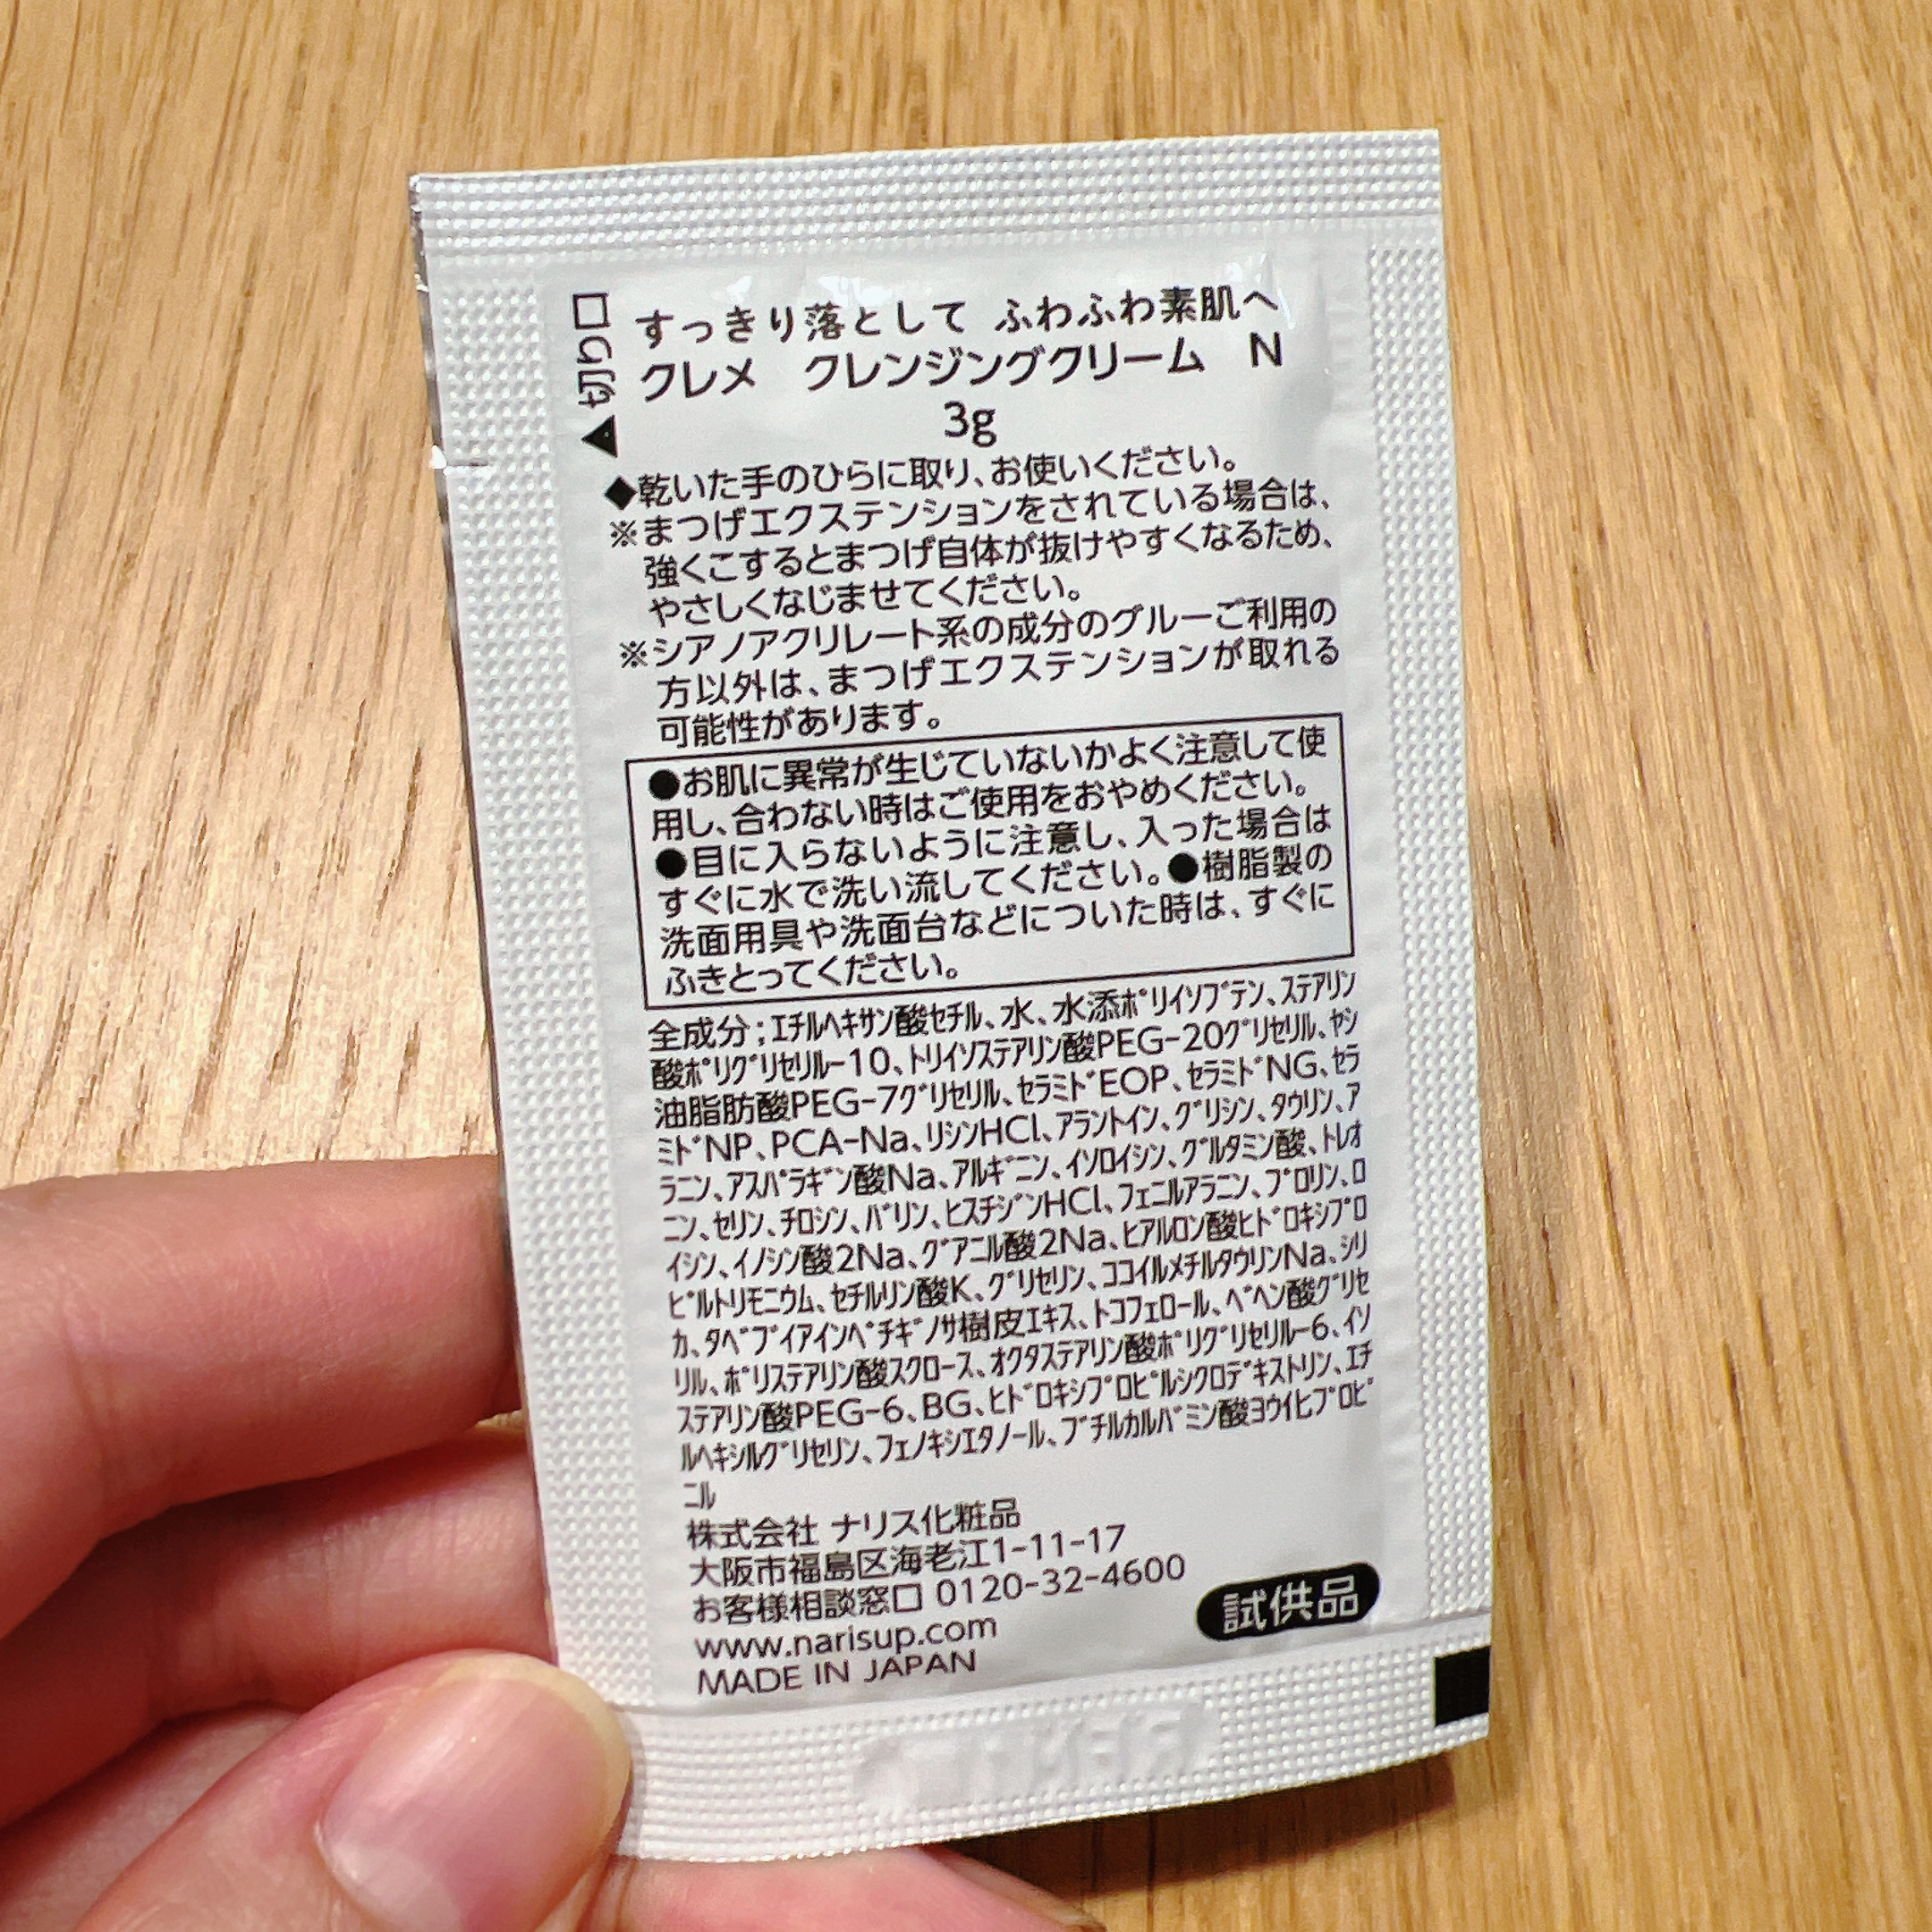 ▲切り口
すっきり落として ふわふわ素肌へ
クレメ クレンジングクリーム N
3g
◆乾いた手のひらに取り、お使いください。
※まつげエクステンションをされている場合は、
強くこするとまつげ自体が抜けやすくなるため、
やさしくなじませてください。
※シアノアクリレート系の成分のグルーご利用の
方以外は、まつげエクステンションが取れる
可能性があります。
●お肌に異常が生じていないかよく注意して使
用し、合わない時はご使用をおやめください。
●目に入らないように注意し、入った場合は
すぐに水で洗い流してください。●樹脂製の
洗面用具や洗面台などについた時は、すぐに
ふきとってください。
全成分;ｴﾁﾙﾍｷｻﾝ酸ｾﾁﾙ、水、水添ﾎﾟﾘｲｿﾌﾞﾃﾝ、ｽﾃｱﾘﾝ
酸ﾎﾟﾘｸﾞﾘｾﾘﾙ-10、ﾄﾘｲｿｽﾃｱﾘﾝ酸PEG-20ｸﾞﾘｾﾘﾙ、ﾔｼ
油脂肪酸PEG-7ｸﾞﾘｾﾘﾙ、ｾﾗﾐﾄﾞEOP、ｾﾗﾐﾄﾞNG、ｾﾗ
ﾐﾄﾞNP、PCA-Na、ﾘｼﾝHCl、ｱﾗﾝﾄｲﾝ、ｸﾞﾘｼﾝ、ﾀｳﾘﾝ、ｱ
ﾗﾆﾝ、ｱｽﾊﾟﾗｷﾞﾝ酸Na、ｱﾙｷﾞﾆﾝ、ｲｿﾛｲｼﾝ、ｸﾞﾙﾀﾐﾝ酸、ﾄﾚｵ
ﾆﾝ、ｾﾘﾝ、ﾁﾛｼﾝ、ﾊﾞﾘﾝ、ﾋｽﾁｼﾞﾝHCl、ﾌｪﾆﾙｱﾗﾆﾝ、ﾌﾟﾛﾘﾝ、ﾛ
ｲｼﾝ、ｲﾉｼﾝ酸2Na、ｸﾞｱﾆﾙ酸2Na、ﾋｱﾙﾛﾝ酸ﾋﾄﾞﾛｷｼﾌﾟﾛ
ﾋﾟﾙﾄﾘﾓﾆｳﾑ、ｾﾁﾙﾘﾝ酸K、ｸﾞﾘｾﾘﾝ、ｺｺｲﾙﾒﾁﾙﾀｳﾘﾝNa、ｼﾘ
ｶ、ﾀﾍﾞﾌﾞｲｱｲﾝﾍﾟﾁｷﾞﾉｻ樹皮ｴｷｽ、ﾄｺﾌｪﾛｰﾙ、ﾍﾞﾍﾝ酸ｸﾞﾘｾ
ﾘﾙ、ﾎﾟﾘｽﾃｱﾘﾝ酸ｽｸﾛｰｽ、ｵｸﾀｽﾃｱﾘﾝ酸ﾎﾟﾘｸﾞﾘｾﾘﾙ-6、ｲｿ
ｽﾃｱﾘﾝ酸PEG-6、BG、ﾋﾄﾞﾛｷｼﾌﾟﾛﾋﾟﾙｼｸﾛﾃﾞｷｽﾄﾘﾝ、ｴﾁ
ﾙﾍｷｼﾙｸﾞﾘｾﾘﾝ、ﾌｪﾉｷｼｴﾀﾉｰﾙ、ﾌﾞﾁﾙｶﾙﾊﾞﾐﾝ酸ﾖｳｲﾋﾌﾟﾛﾋﾟ
ﾆﾙ
株式会社 ナリス化粧品
大阪市福島区海老江1-11-17
お客様相談窓口 0120-32-4600
www.narisup.com
MADE IN JAPAN
試供品